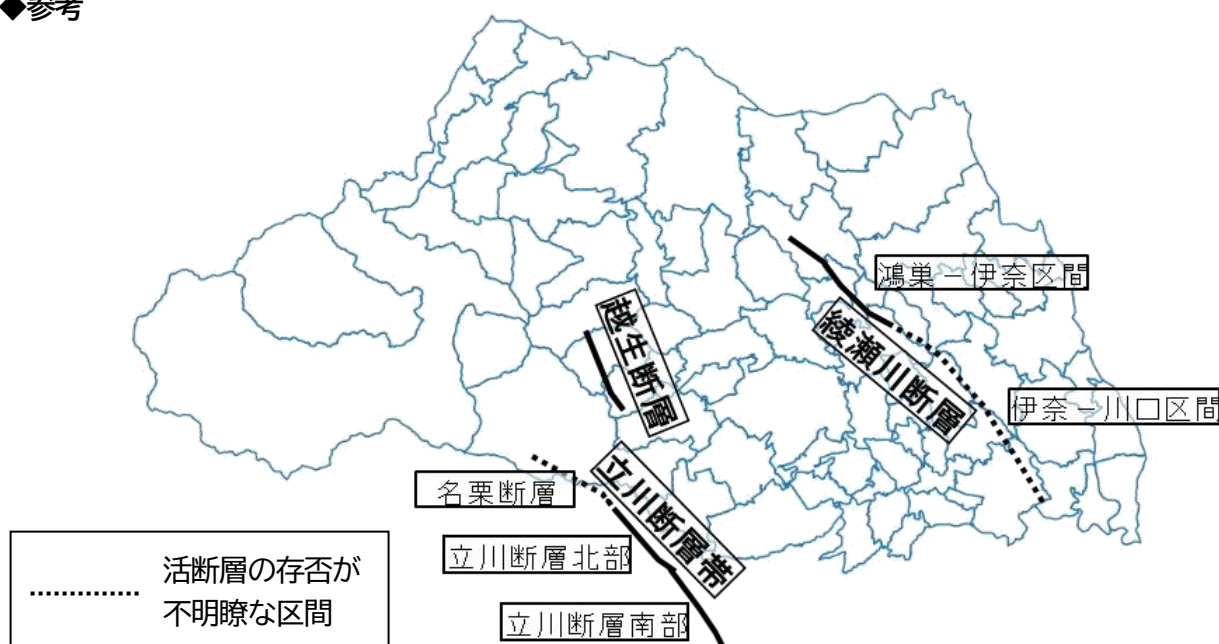 ◆参考
鴻巣－伊奈区間
越生断層
綾瀬川断層
伊奈－川口区間
立川断層帯
名栗断層
立川断層北部
立川断層南部
活断層の存否が
不明瞭な区間